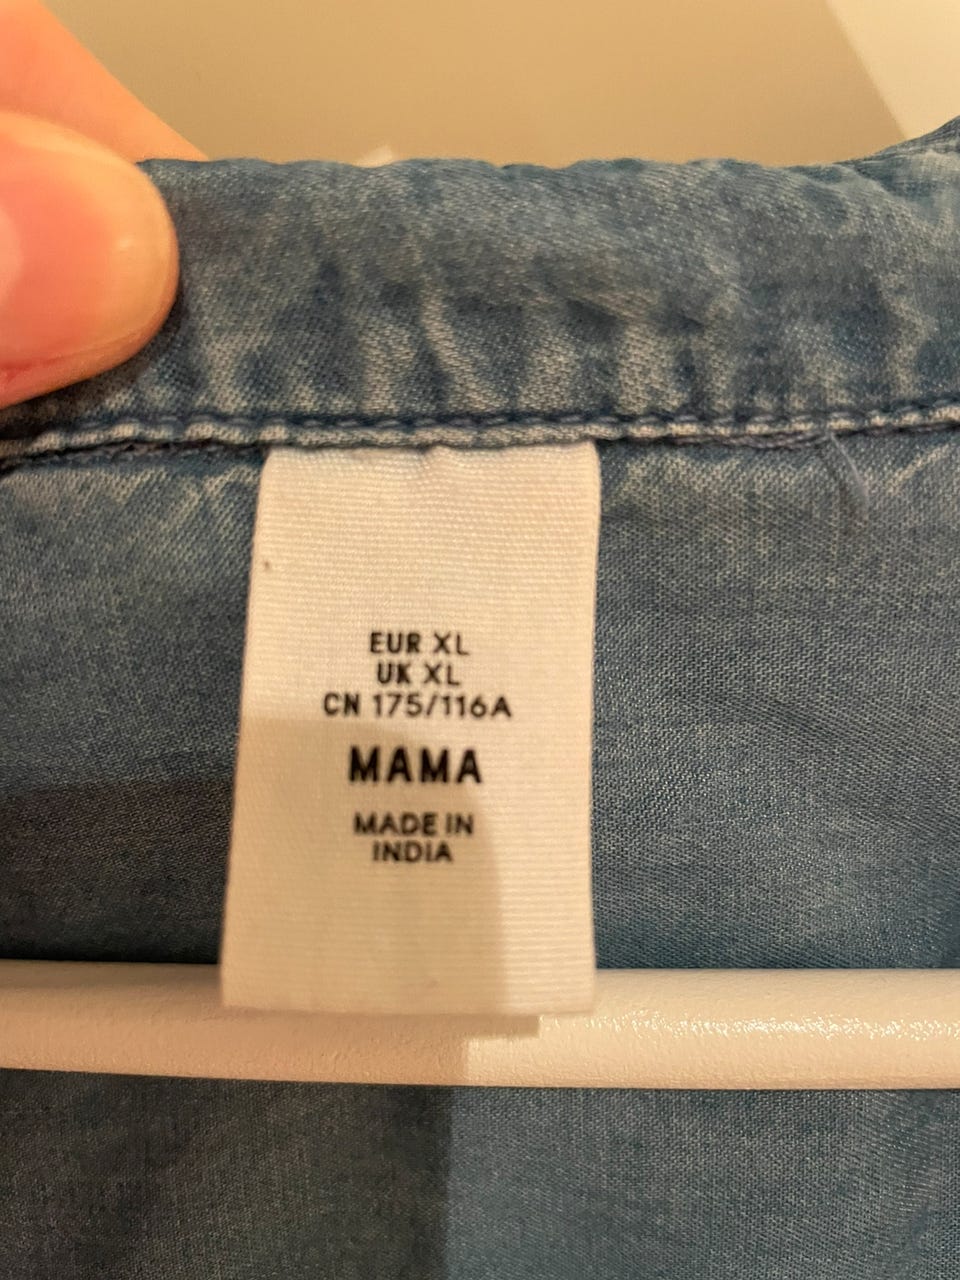 EUR XL
UK XL
CN 175/116A
MAMA
MADE IN
INDIA